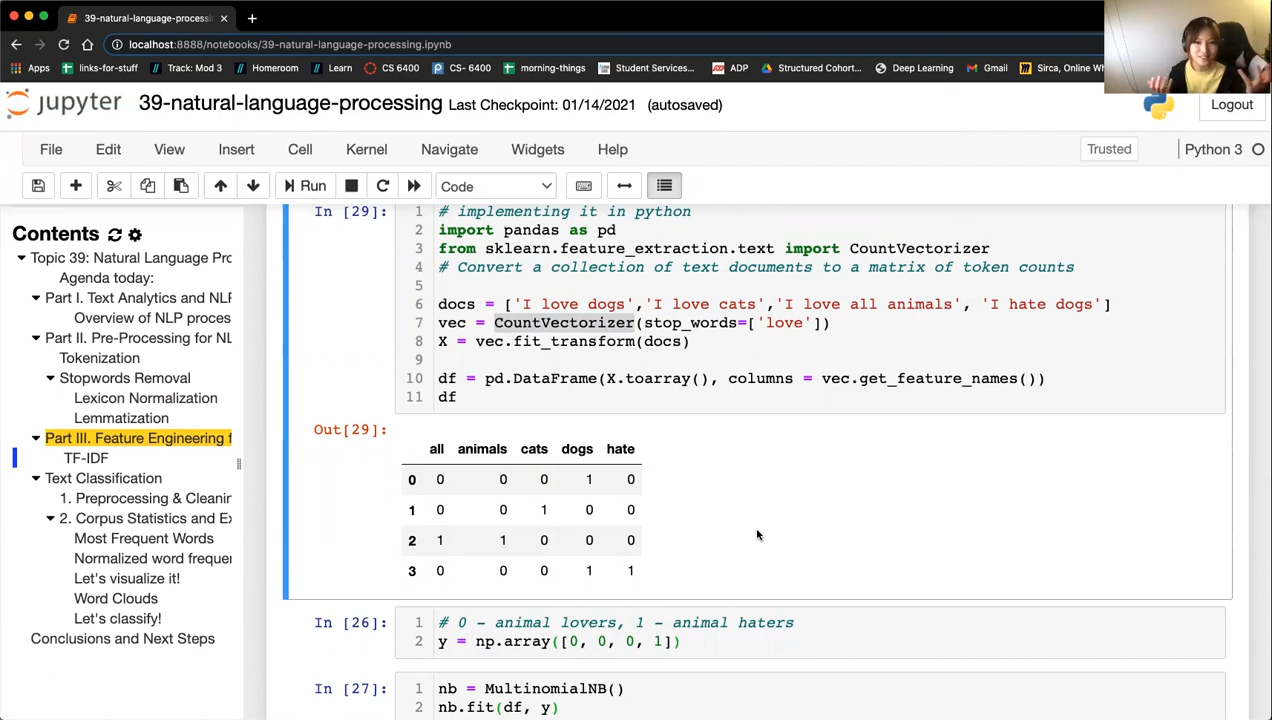 39-natural-language-processi
localhost:8888/notebooks/39-natural-language-processing.ipynb
Apps links-for-stuff Track: Mod 3 Homeroom Learn CS 6400 CS- 6400 morning-things Student Services... ADP Structured Cohort... Deep Learning Gmail Sirca, Online Wh
jupyter 39-natural-language-processing Last Checkpoint: 01/14/2021 (autosaved) Logout
File Edit View Insert Cell Kernel Navigate Widgets Help Trusted Python 3
Run Code
Contents
Topic 39: Natural Language Prc
Agenda today:
Part I. Text Analytics and NLF
Overview of NLP proces
Part II. Pre-Processing for NL
Tokenization
Stopwords Removal
Lexicon Normalization
Lemmatization
Part III. Feature Engineering f
TF-IDF
Text Classification
1. Preprocessing & Cleanir
2. Corpus Statistics and Ex
Most Frequent Words
Normalized word frequer
Let's visualize it!
Word Clouds
Let's classify!
Conclusions and Next Steps
In [29]:
1 # implementing it in python
2 import pandas as pd
3 from sklearn.feature_extraction.text import CountVectorizer
4 # Convert a collection of text documents to a matrix of token counts
5
6 docs = ['I love dogs','I love cats','I love all animals', 'I hate dogs']
7 vec = CountVectorizer(stop_words=['love'])
8 X = vec.fit_transform(docs)
9
10 df = pd.DataFrame(X.toarray(), columns = vec.get_feature_names())
11 df
Out[29]:
all animals cats dogs hate
0 0 0 0 1 0
1 0 0 1 0 0
2 1 1 0 0 0
3 0 0 0 1 1
In [26]:
1 # 0 - animal lovers, 1 - animal haters
2 y = np.array([0, 0, 0, 1])
In [27]:
1 nb = MultinomialNB()
2 nb.fit(df, y)